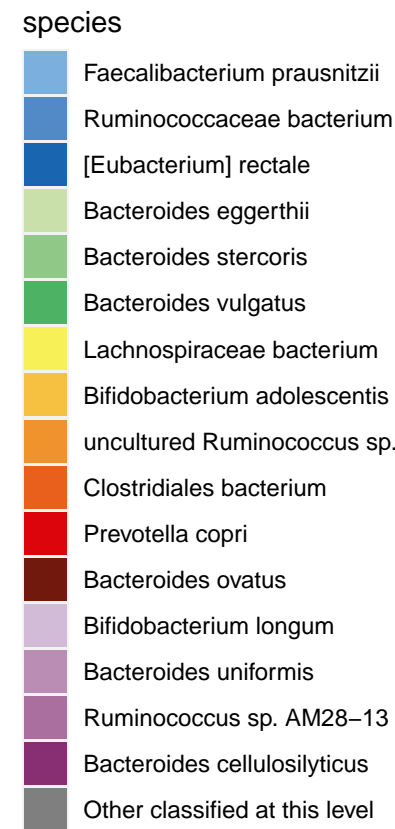 species
Faecalibacterium prausnitzii
Ruminococcaceae bacterium
[Eubacterium] rectale
Bacteroides eggerthii
Bacteroides stercoris
Bacteroides vulgatus
Lachnospiraceae bacterium
Bifidobacterium adolescentis
uncultured Ruminococcus sp.
Clostridiales bacterium
Prevotella copri
Bacteroides ovatus
Bifidobacterium longum
Bacteroides uniformis
Ruminococcus sp. AM28−13
Bacteroides cellulosilyticus
Other classified at this level